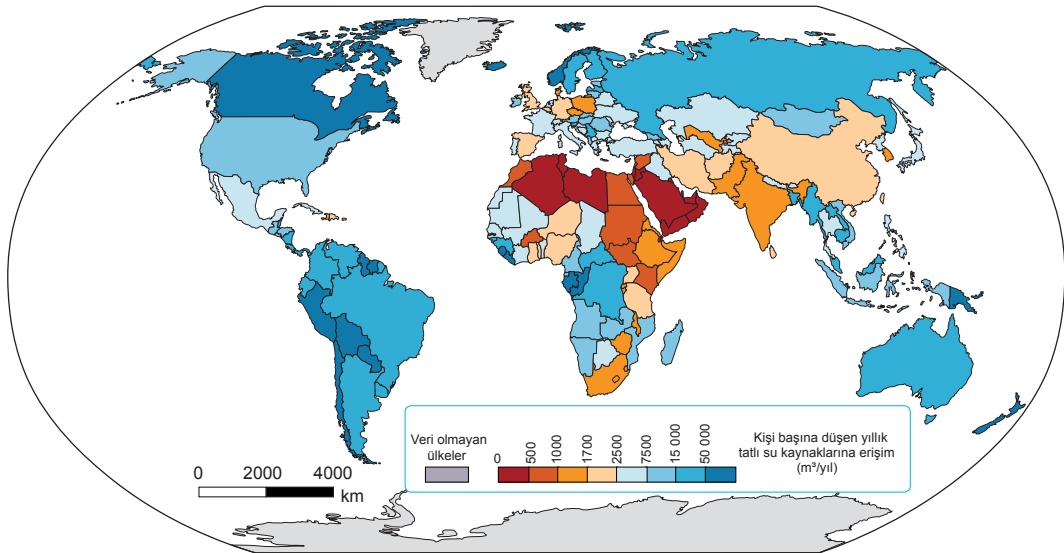 Veri olmayan
ülkeler
0
500
1000
1700
2500
7500
15 000
50 000
Kişi başına düşen yıllık
tatlı su kaynaklarına erişim
(m³/yıl)
0 2000 4000
km